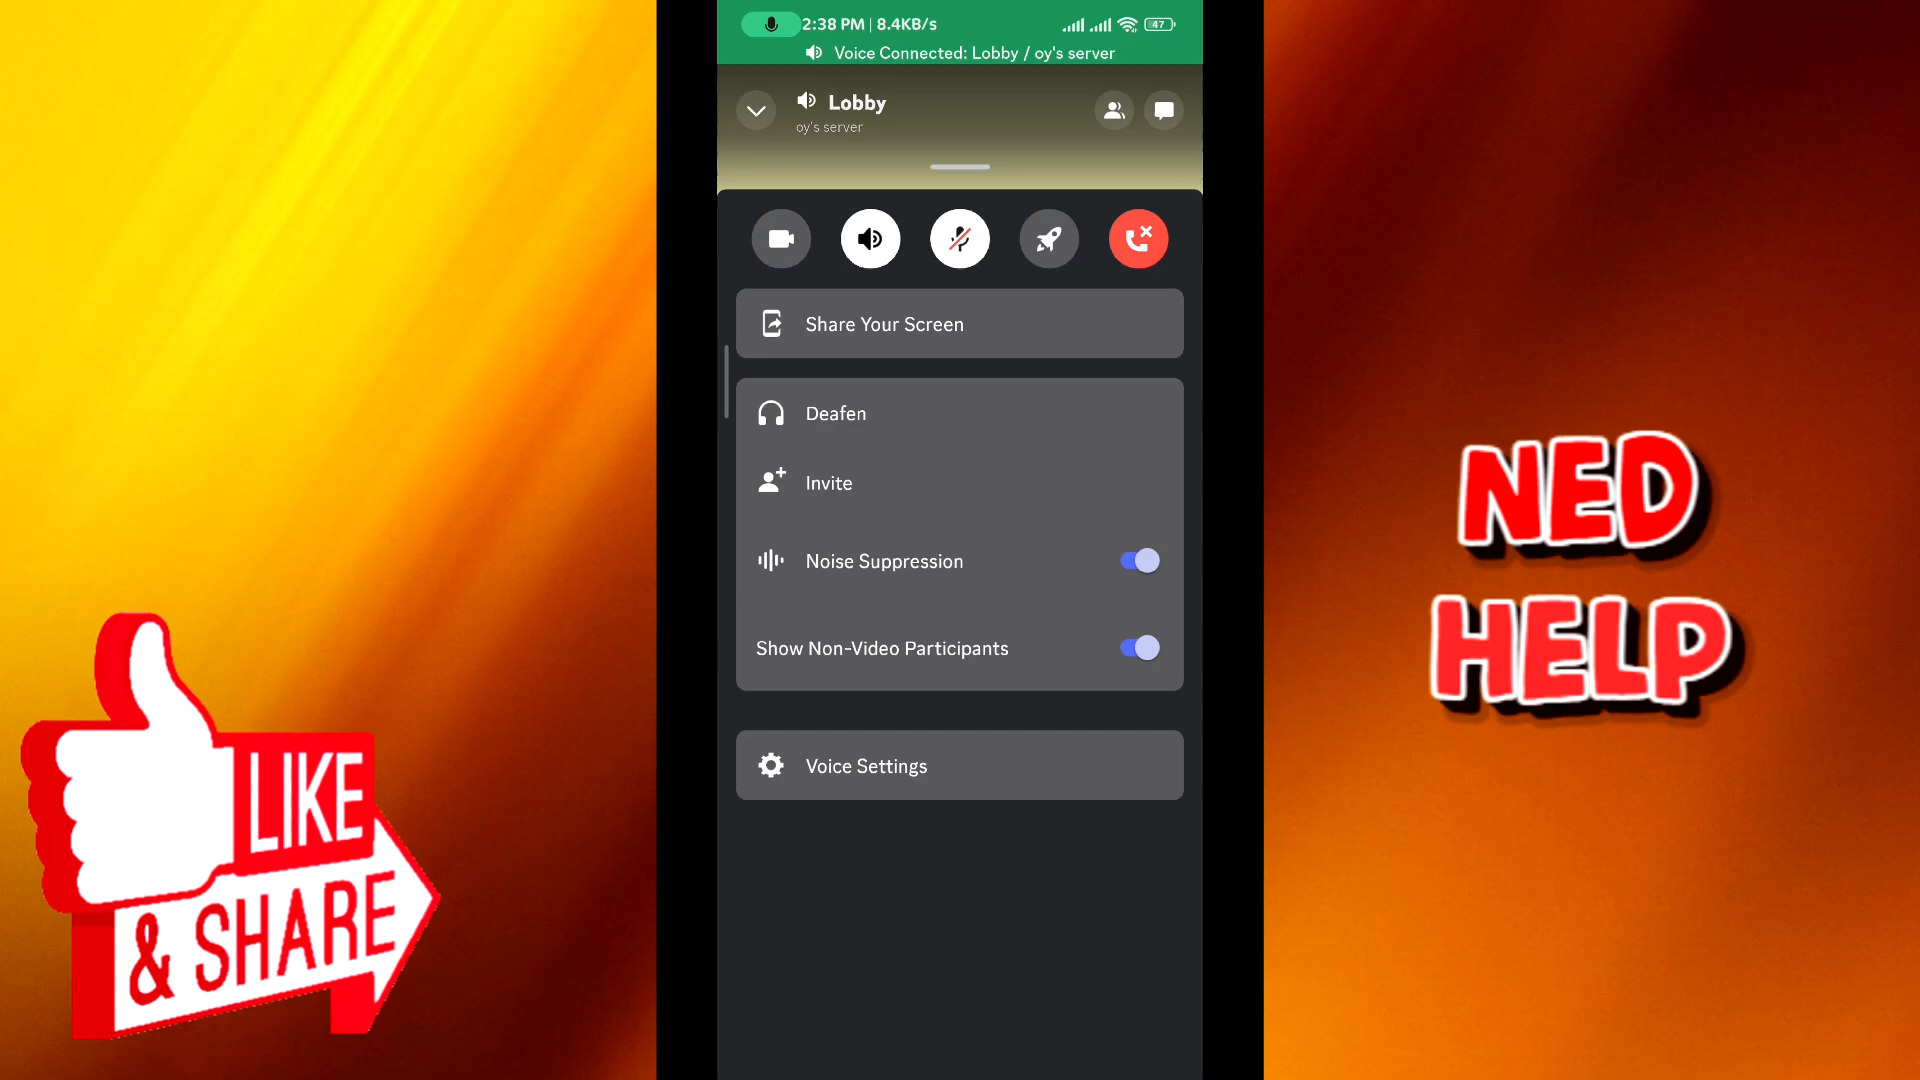 2:38 PM | 8.4KB/s
47
Voice Connected: Lobby / oy's server
Lobby
oy's server
Share Your Screen
Deafen
Invite
Noise Suppression
Show Non-Video Participants
Voice Settings
LIKE
& SHARE
NED
HELP